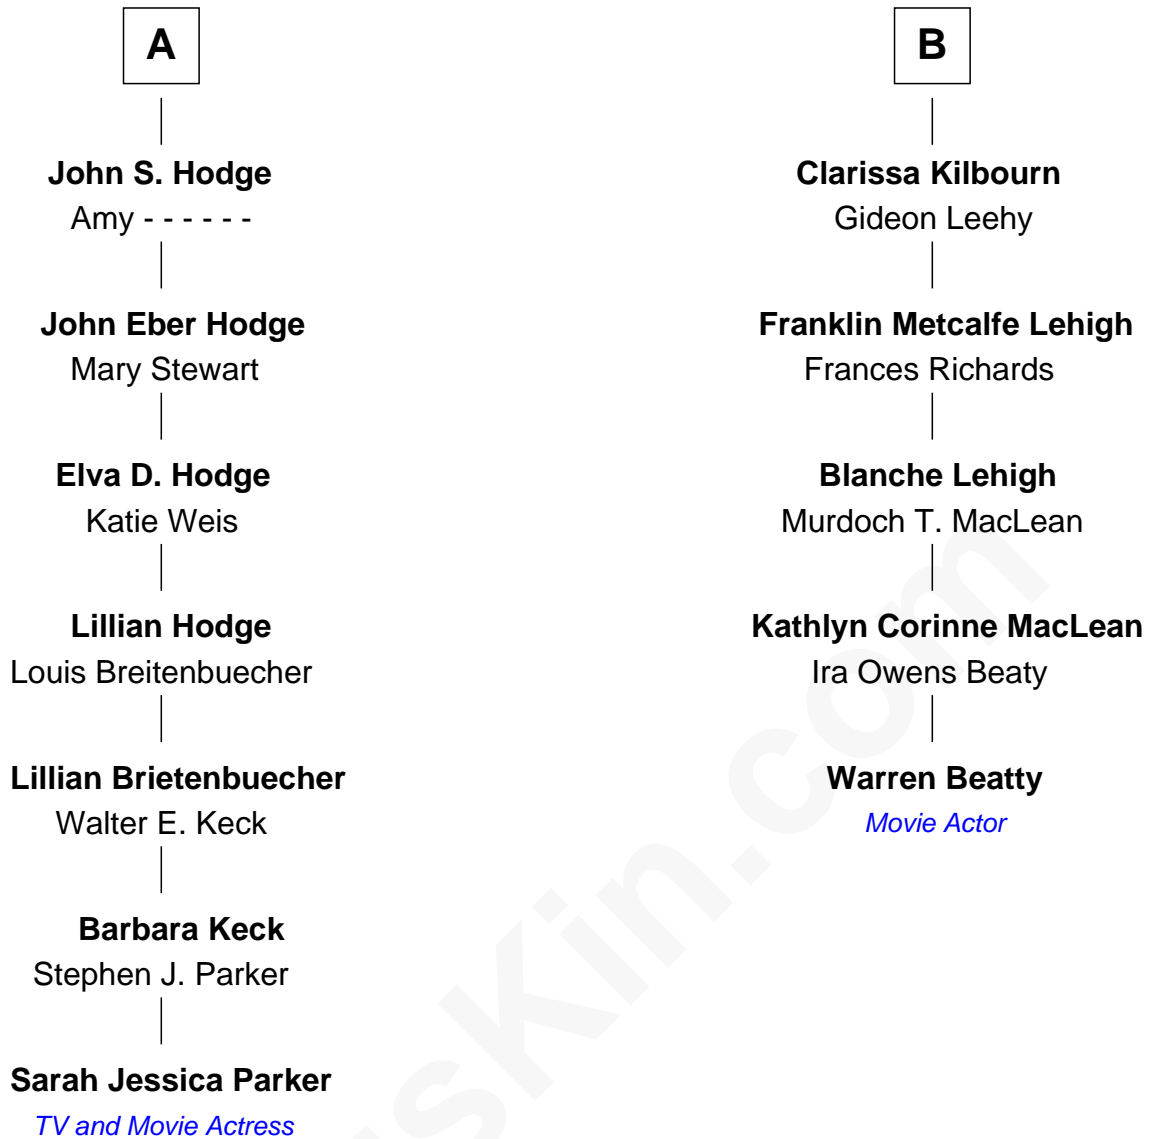 A
John S. Hodge
Amy - - - - - -
John Eber Hodge
Mary Stewart
Elva D. Hodge
Katie Weis
Lillian Hodge
Louis Breitenbuecher
Lillian Brietenbuecher
Walter E. Keck
Barbara Keck
Stephen J. Parker
Sarah Jessica Parker
TV and Movie Actress
B
Clarissa Kilbourn
Gideon Leehy
Franklin Metcalfe Lehigh
Frances Richards
Blanche Lehigh
Murdoch T. MacLean
Kathlyn Corinne MacLean
Ira Owens Beaty
Warren Beatty
Movie Actor
usKin.com